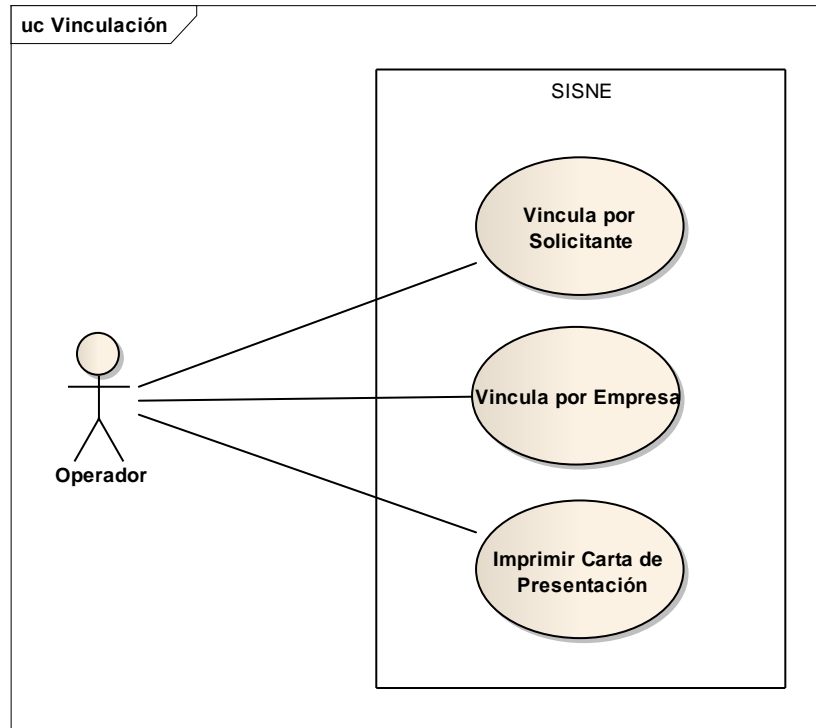 uc Vinculación
SISNE
Vincula por
Solicitante
Vincula por Empresa
Operador
Imprimir Carta de
Presentación